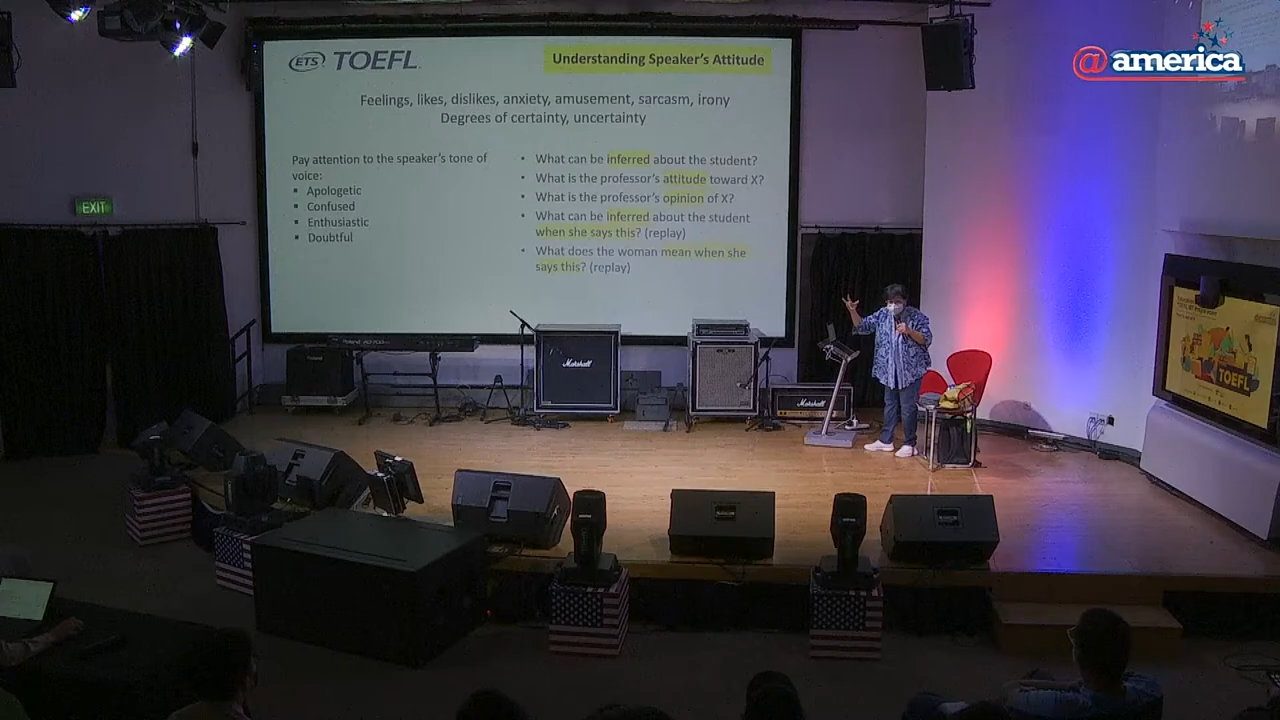 ETS TOEFL
Understanding Speaker's Attitude
Feelings, likes, dislikes, anxiety, amusement, sarcasm, irony
Degrees of certainty, uncertainty
Pay attention to the speaker's tone of
voice:
▪ Apologetic
▪ Confused
▪ Enthusiastic
▪ Doubtful
• What can be inferred about the student?
• What is the professor's attitude toward X?
• What is the professor's opinion of X?
• What can be inferred about the student
when she says this? (replay)
• What does the woman mean when she
says this? (replay)
@america
EXIT
Roland
Marshall
Marshall
TOEFL